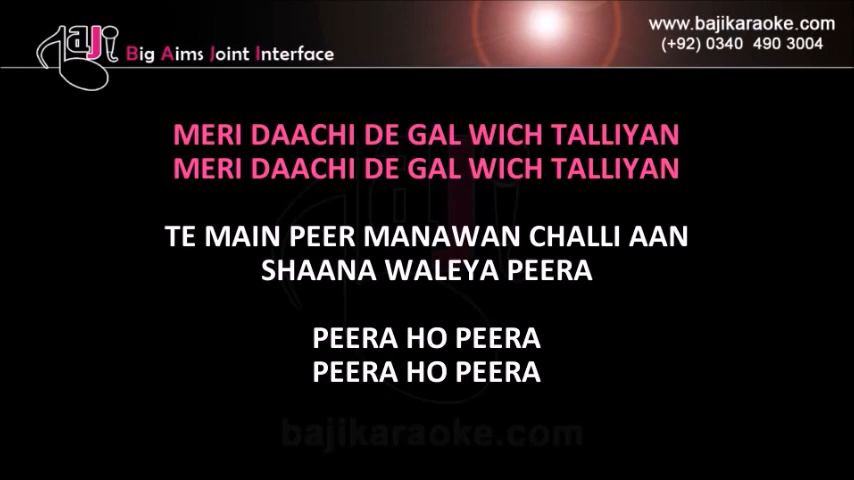 Baji
Big Aims Joint Interface
www.bajikaraoke.com
(+92) 0340 490 3004
MERI DAACHI DE GAL WICH TALLIYAN
MERI DAACHI DE GAL WICH TALLIYAN
TE MAIN PEER MANAWAN CHALLI AAN
SHAANA WALEYA PEERA
PEERA HO PEERA
PEERA HO PEERA
bajikaraoke.com